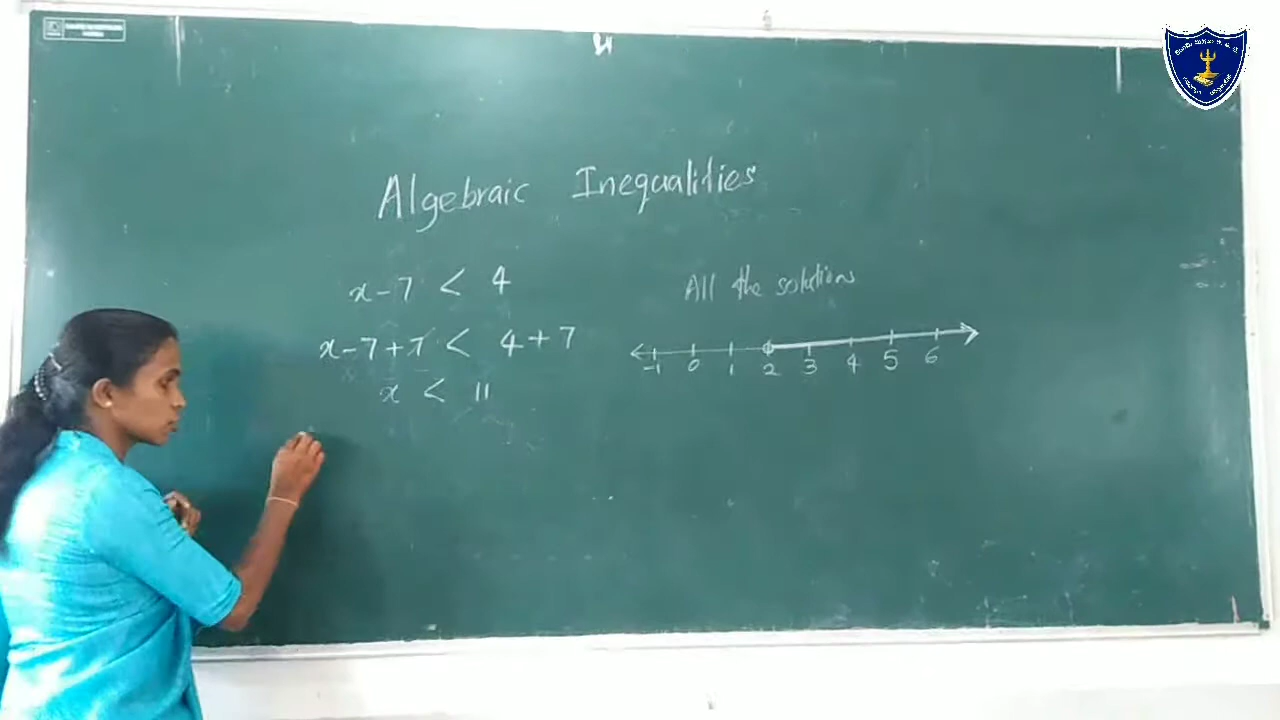 Algebraic Inequalities
x - 7 < 4
x - 7 + 7 < 4 + 7
x < 11
All the solutions
-1 0 1 2 3 4 5 6